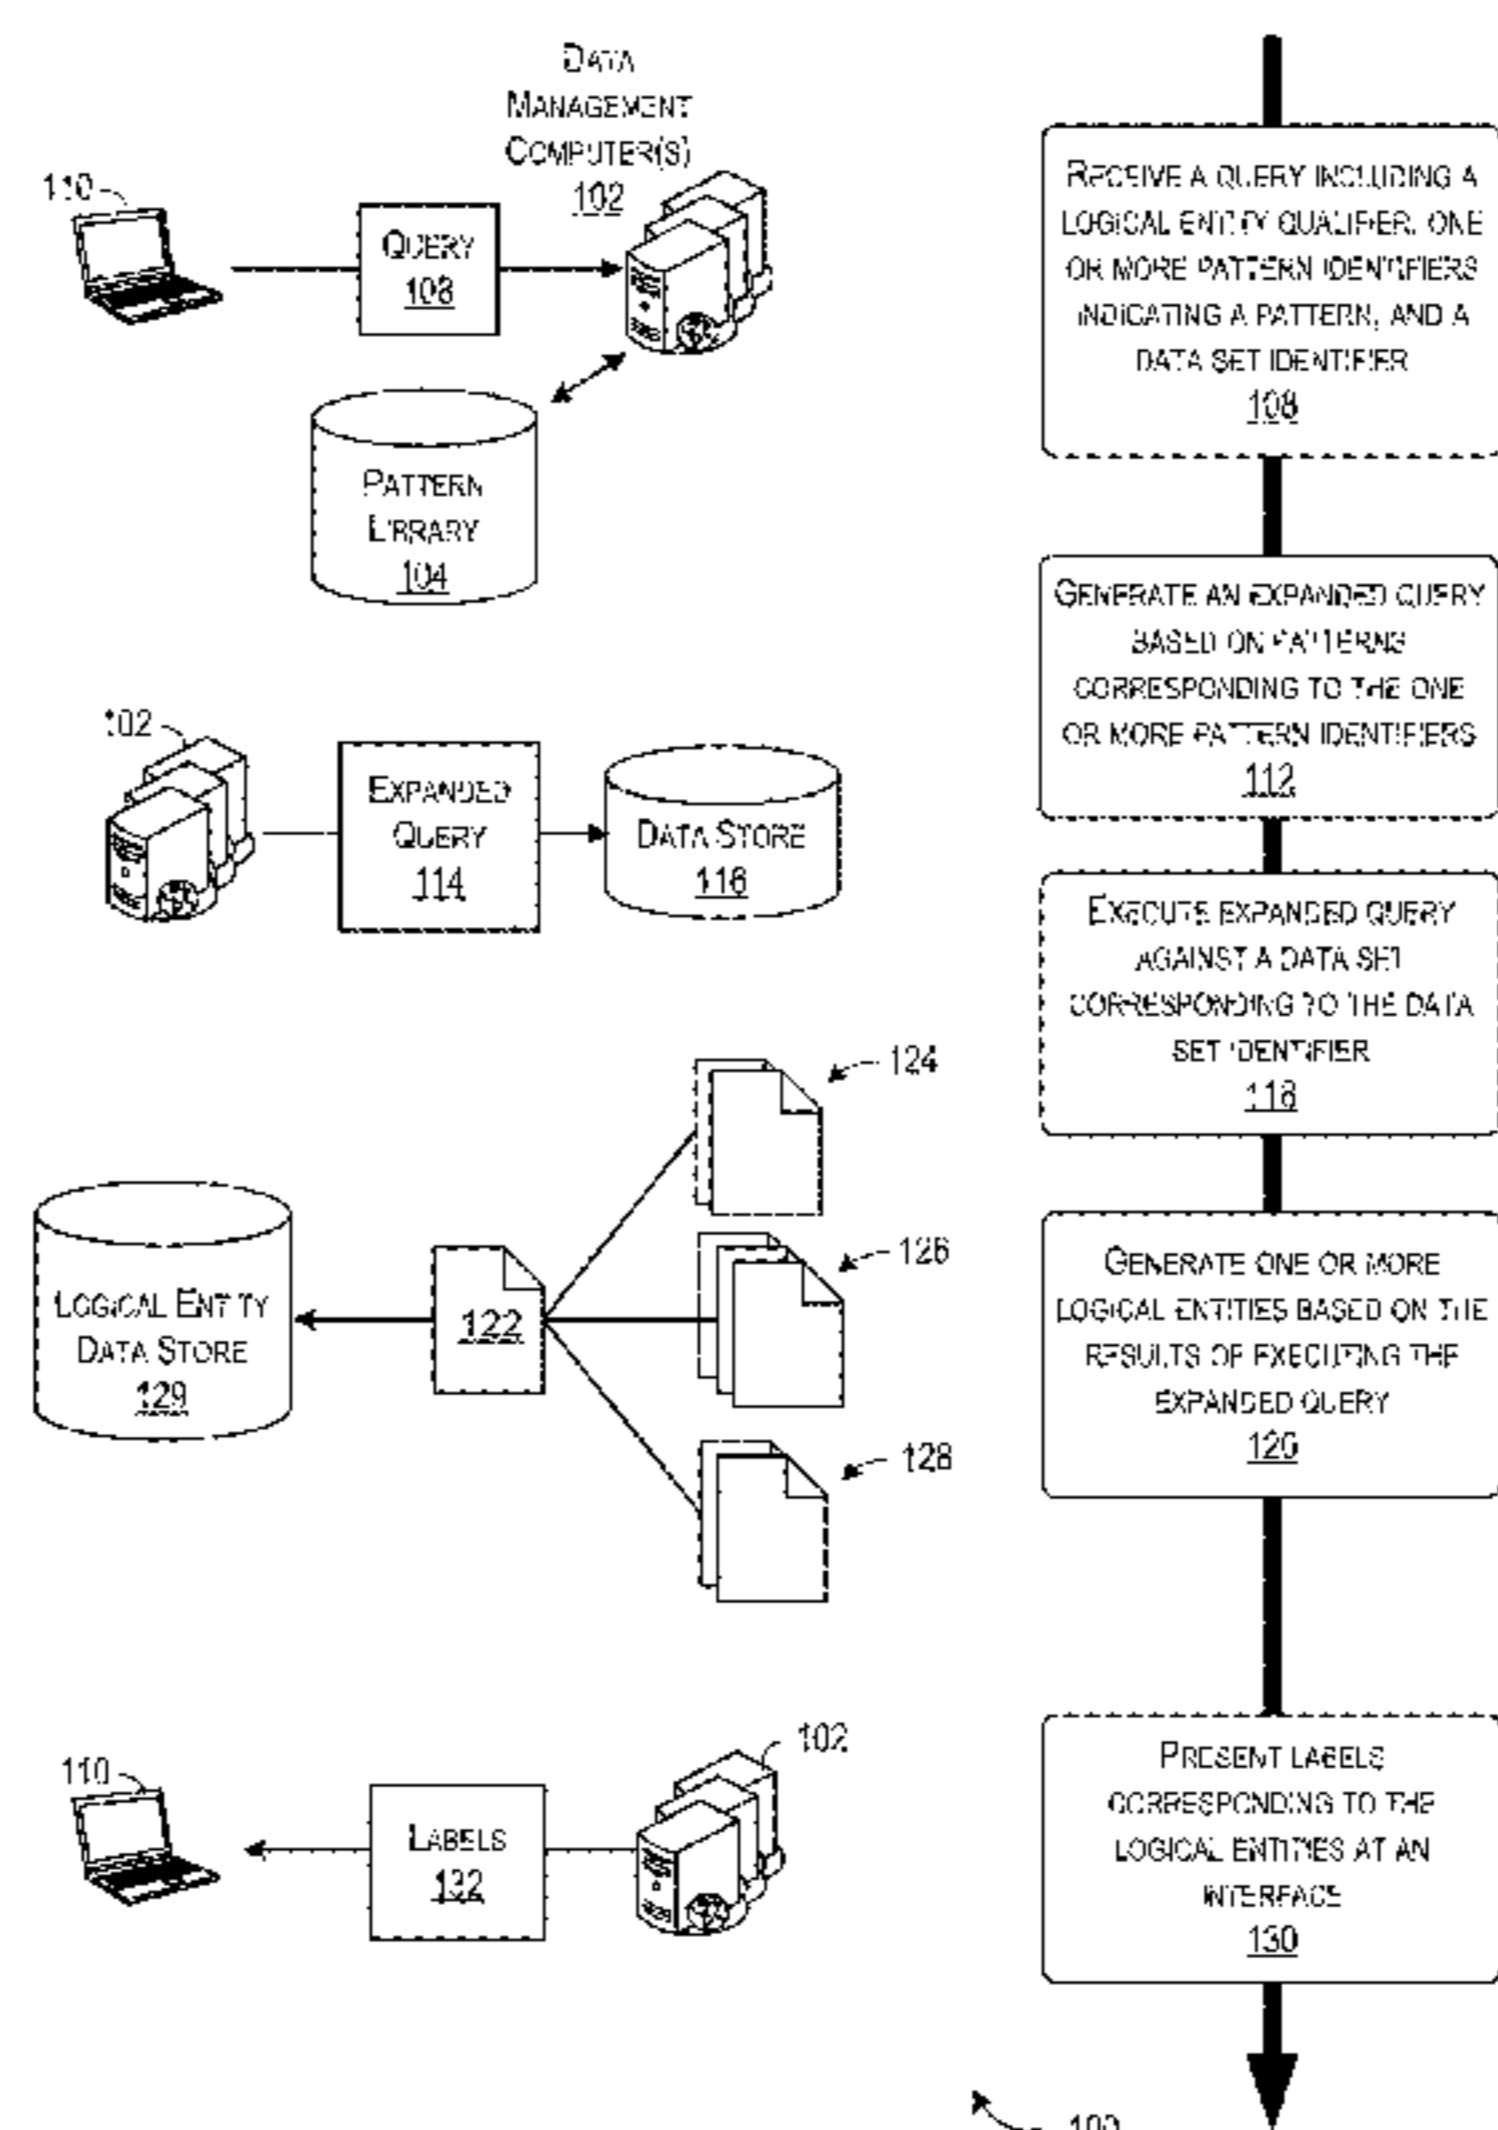 DATA
MANAGEMENT
COMPUTER(S)
102
110
QUERY
108
PATTERN
LIBRARY
104
RECEIVE A QUERY INCLUDING A
LOGICAL ENTITY QUALIFIER, ONE
OR MORE PATTERN IDENTIFIERS
INDICATING A PATTERN, AND A
DATA SET IDENTIFIER
108
GENERATE AN EXPANDED QUERY
BASED ON PATTERNS
CORRESPONDING TO THE ONE
OR MORE PATTERN IDENTIFIERS
112
102
EXPANDED
QUERY
114
DATA STORE
116
EXECUTE EXPANDED QUERY
AGAINST A DATA SET
CORRESPONDING TO THE DATA
SET IDENTIFIER
118
124
126
128
122
LOGICAL ENTITY
DATA STORE
129
GENERATE ONE OR MORE
LOGICAL ENTITIES BASED ON THE
RESULTS OF EXECUTING THE
EXPANDED QUERY
120
110
LABELS
132
102
PRESENT LABELS
CORRESPONDING TO THE
LOGICAL ENTITIES AT AN
INTERFACE
130
100